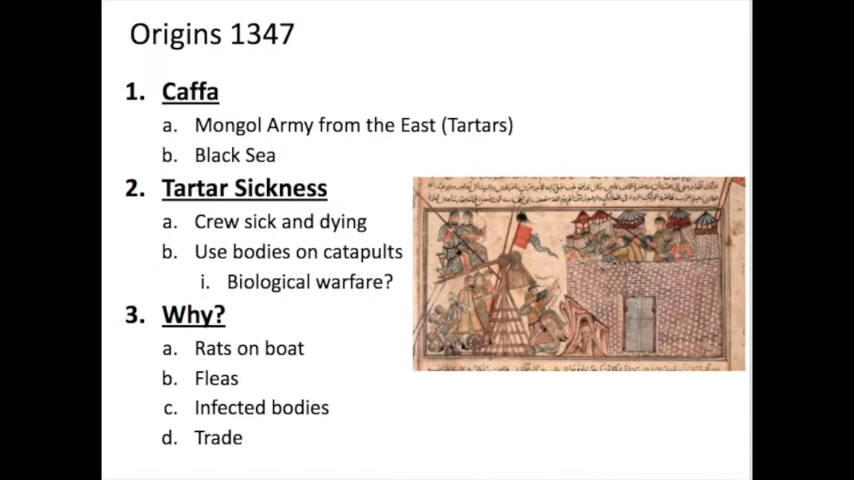 Origins 1347
1. Caffa
a. Mongol Army from the East (Tartars)
b. Black Sea
2. Tartar Sickness
a. Crew sick and dying
b. Use bodies on catapults
i. Biological warfare?
3. Why?
a. Rats on boat
b. Fleas
c. Infected bodies
d. Trade